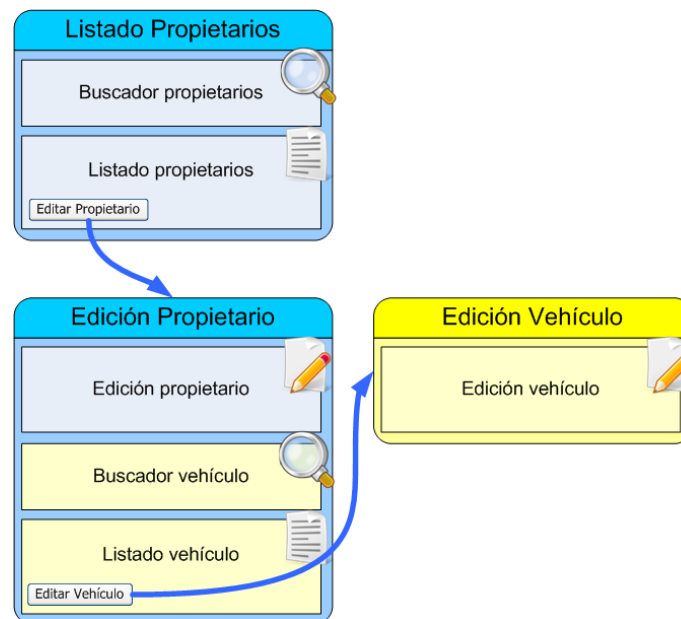 Listado Propietarios
Buscador propietarios
Listado propietarios
Editar Propietario
Edición Propietario
Edición propietario
Buscador vehículo
Listado vehículo
Editar Vehículo
Edición Vehículo
Edición vehículo